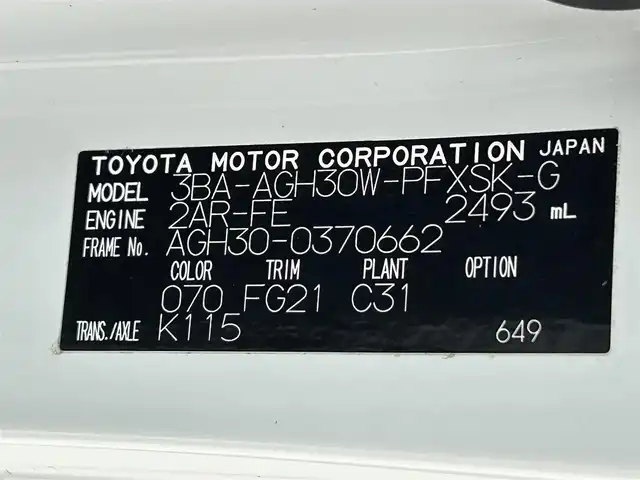 TOYOTA MOTOR CORPORATION JAPAN
MODEL 3BA-AGH30W-PFXSK-G
ENGINE 2AR-FE 2493 mL
FRAME No. AGH30-0370662
COLOR TRIM PLANT OPTION
070 FG21 C31
TRANS./AXLE K115 649